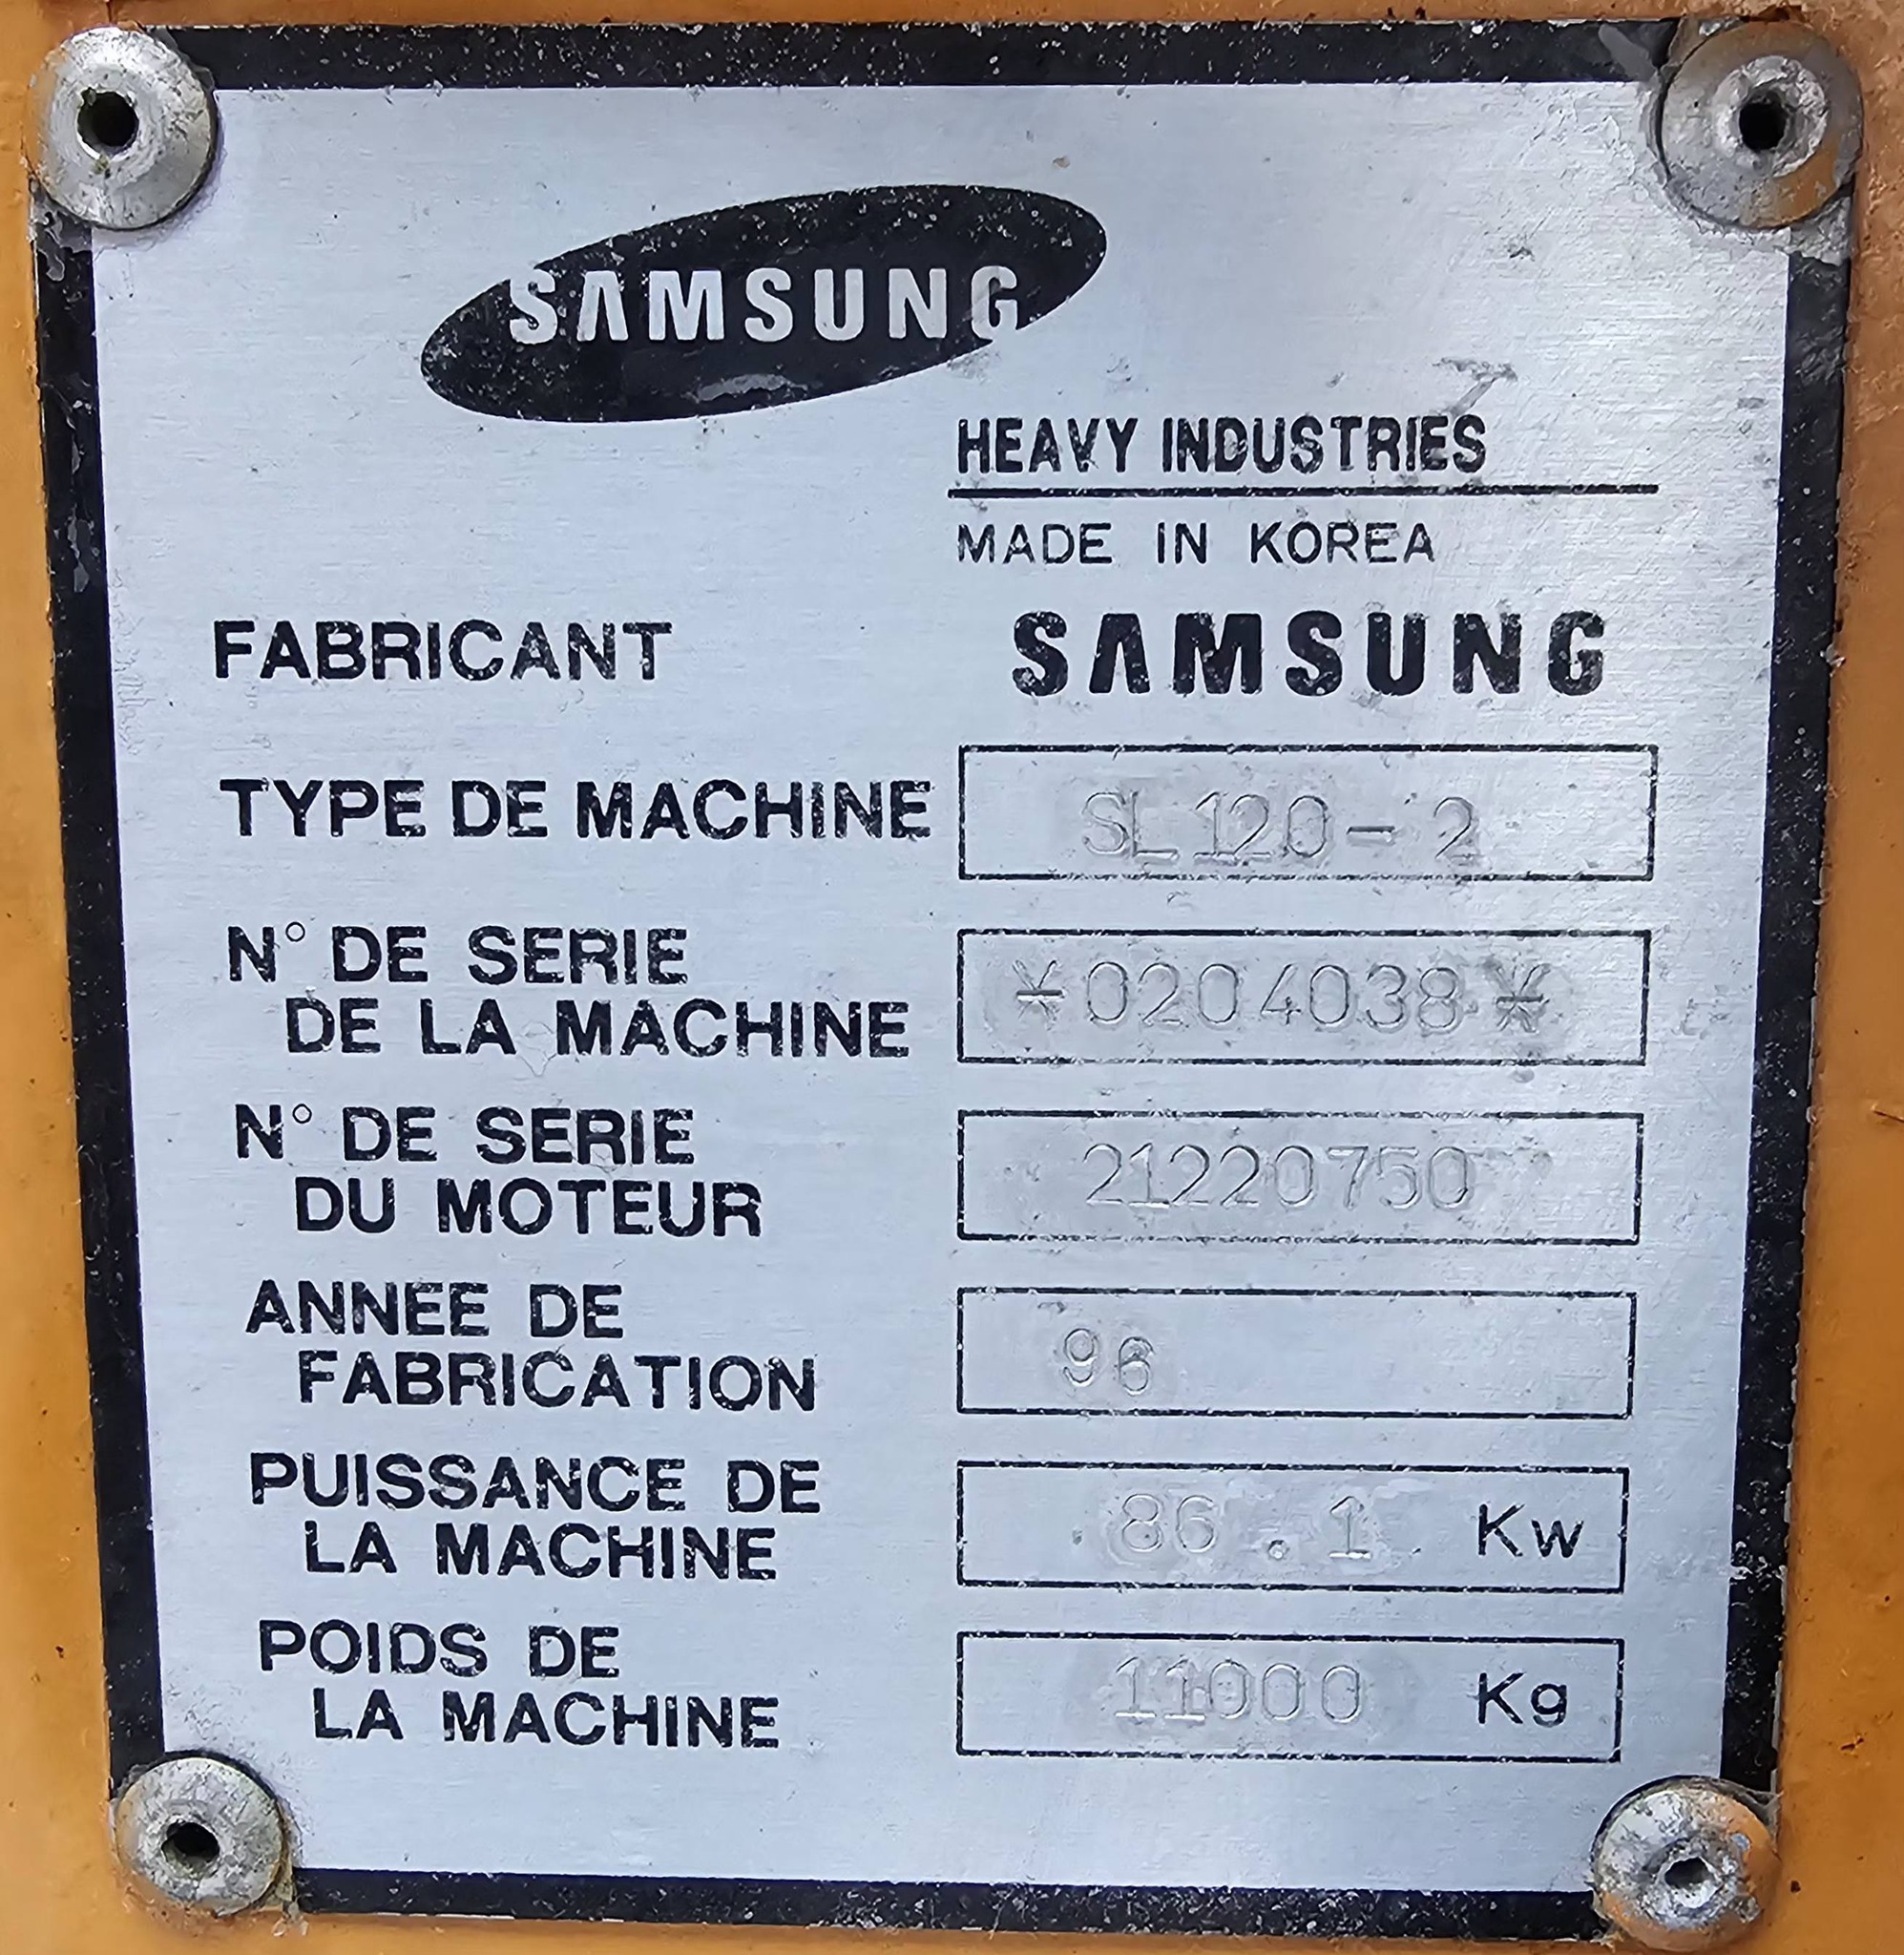 SAMSUNG
HEAVY INDUSTRIES
MADE IN KOREA
FABRICANT SAMSUNG
TYPE DE MACHINE SL120-2
N° DE SERIE
DE LA MACHINE *0204038*
N° DE SERIE
DU MOTEUR 21220750
ANNEE DE
FABRICATION 96
PUISSANCE DE
LA MACHINE 86.1 Kw
POIDS DE
LA MACHINE 11000 Kg